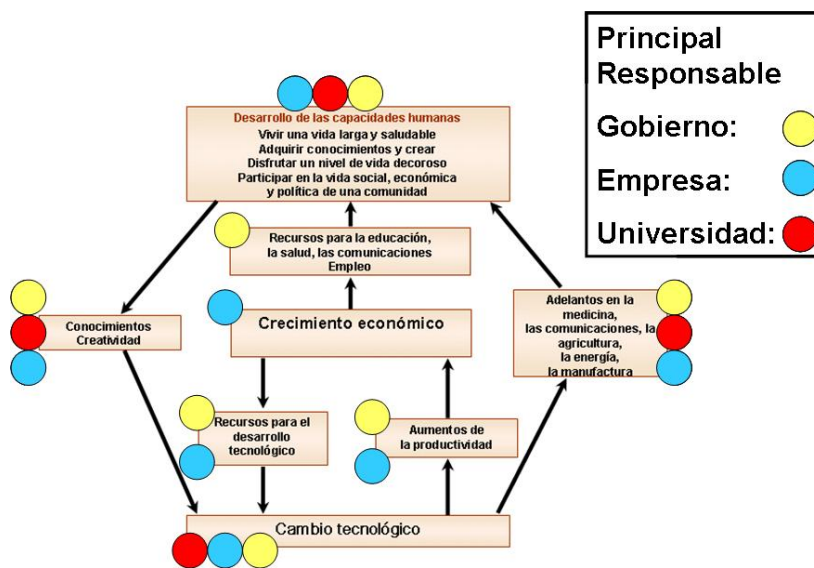 Principal
Responsable
Gobierno:
Empresa:
Universidad:
Desarrollo de las capacidades humanas
Vivir una vida larga y saludable
Adquirir conocimientos y crear
Disfrutar un nivel de vida decoroso
Participar en la vida social, económica
y política de una comunidad
Recursos para la educación,
la salud, las comunicaciones
Empleo
Conocimientos
Creatividad
Crecimiento económico
Adelantos en la
medicina,
las comunicaciones, la
agricultura,
la energía,
la manufactura
Recursos para el
desarrollo
tecnológico
Aumentos de
la productividad
Cambio tecnológico